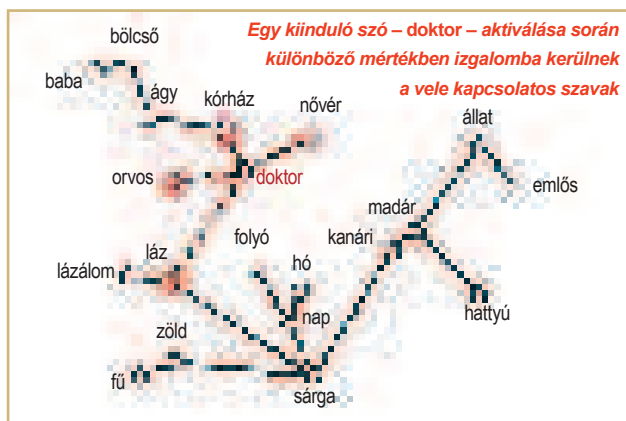 Egy kiinduló szó – doktor – aktiválása során
különböző mértékben izgalomba kerülnek
a vele kapcsolatos szavak
bölcső
baba
ágy
kórház
nővér
állat
orvos
doktor
emlős
madár
láz
folyó
kanári
lázálom
hó
hattyú
nap
zöld
fű
sárga